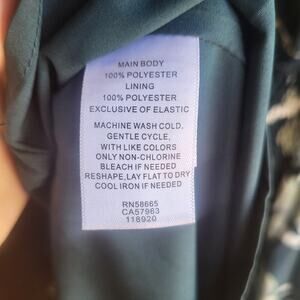 MAIN BODY
100% POLYESTER
LINING
100% POLYESTER
EXCLUSIVE OF ELASTIC
MACHINE WASH COLD,
GENTLE CYCLE,
WITH LIKE COLORS
ONLY NON-CHLORINE
BLEACH IF NEEDED
RESHAPE,LAY FLAT TO DRY
COOL IRON IF NEEDED
RN58665
CA57963
118920